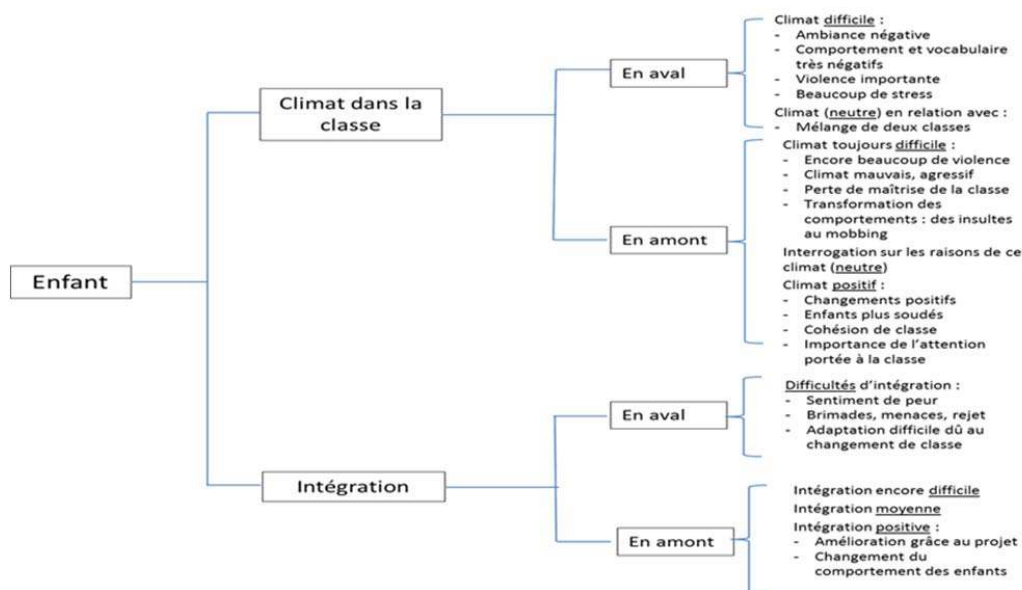 Enfant
Climat dans la
classe
En aval
Climat difficile :
- Ambiance négative
- Comportement et vocabulaire
très négatifs
- Violence importante
- Beaucoup de stress
Climat (neutre) en relation avec :
- Mélange de deux classes
En amont
Climat toujours difficile :
- Encore beaucoup de violence
- Climat mauvais, agressif
- Perte de maîtrise de la classe
- Transformation des
comportements : des insultes
au mobbing
Interrogation sur les raisons de ce
climat (neutre)
Climat positif :
- Changements positifs
- Enfants plus soudés
- Cohésion de classe
- Importance de l'attention
portée à la classe
Intégration
En aval
Difficultés d'intégration :
- Sentiment de peur
- Brimades, menaces, rejet
- Adaptation difficile dû au
changement de classe
En amont
Intégration encore difficile
Intégration moyenne
Intégration positive :
- Amélioration grâce au projet
- Changement du
comportement des enfants